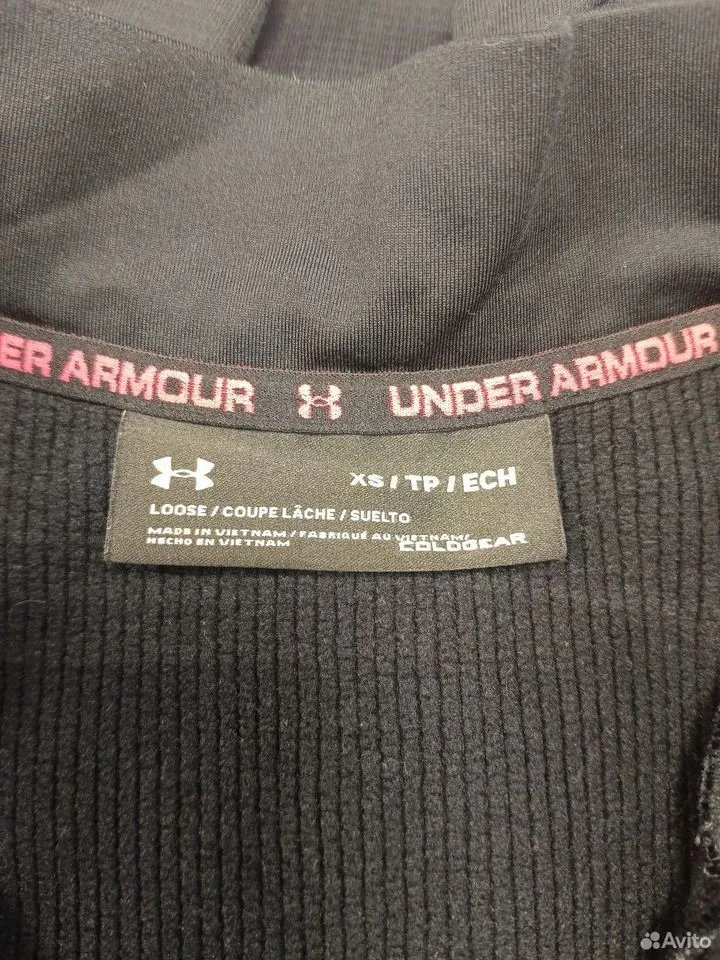 DER ARMOUR UNDER ARMOUR
XS / TP / ECH
LOOSE / COUPE LÂCHE / SUELTO
MADE IN VIETNAM / FABRIQUÉ AU VIETNAM/
HECHO EN VIETNAM
COLDGEAR
Avito